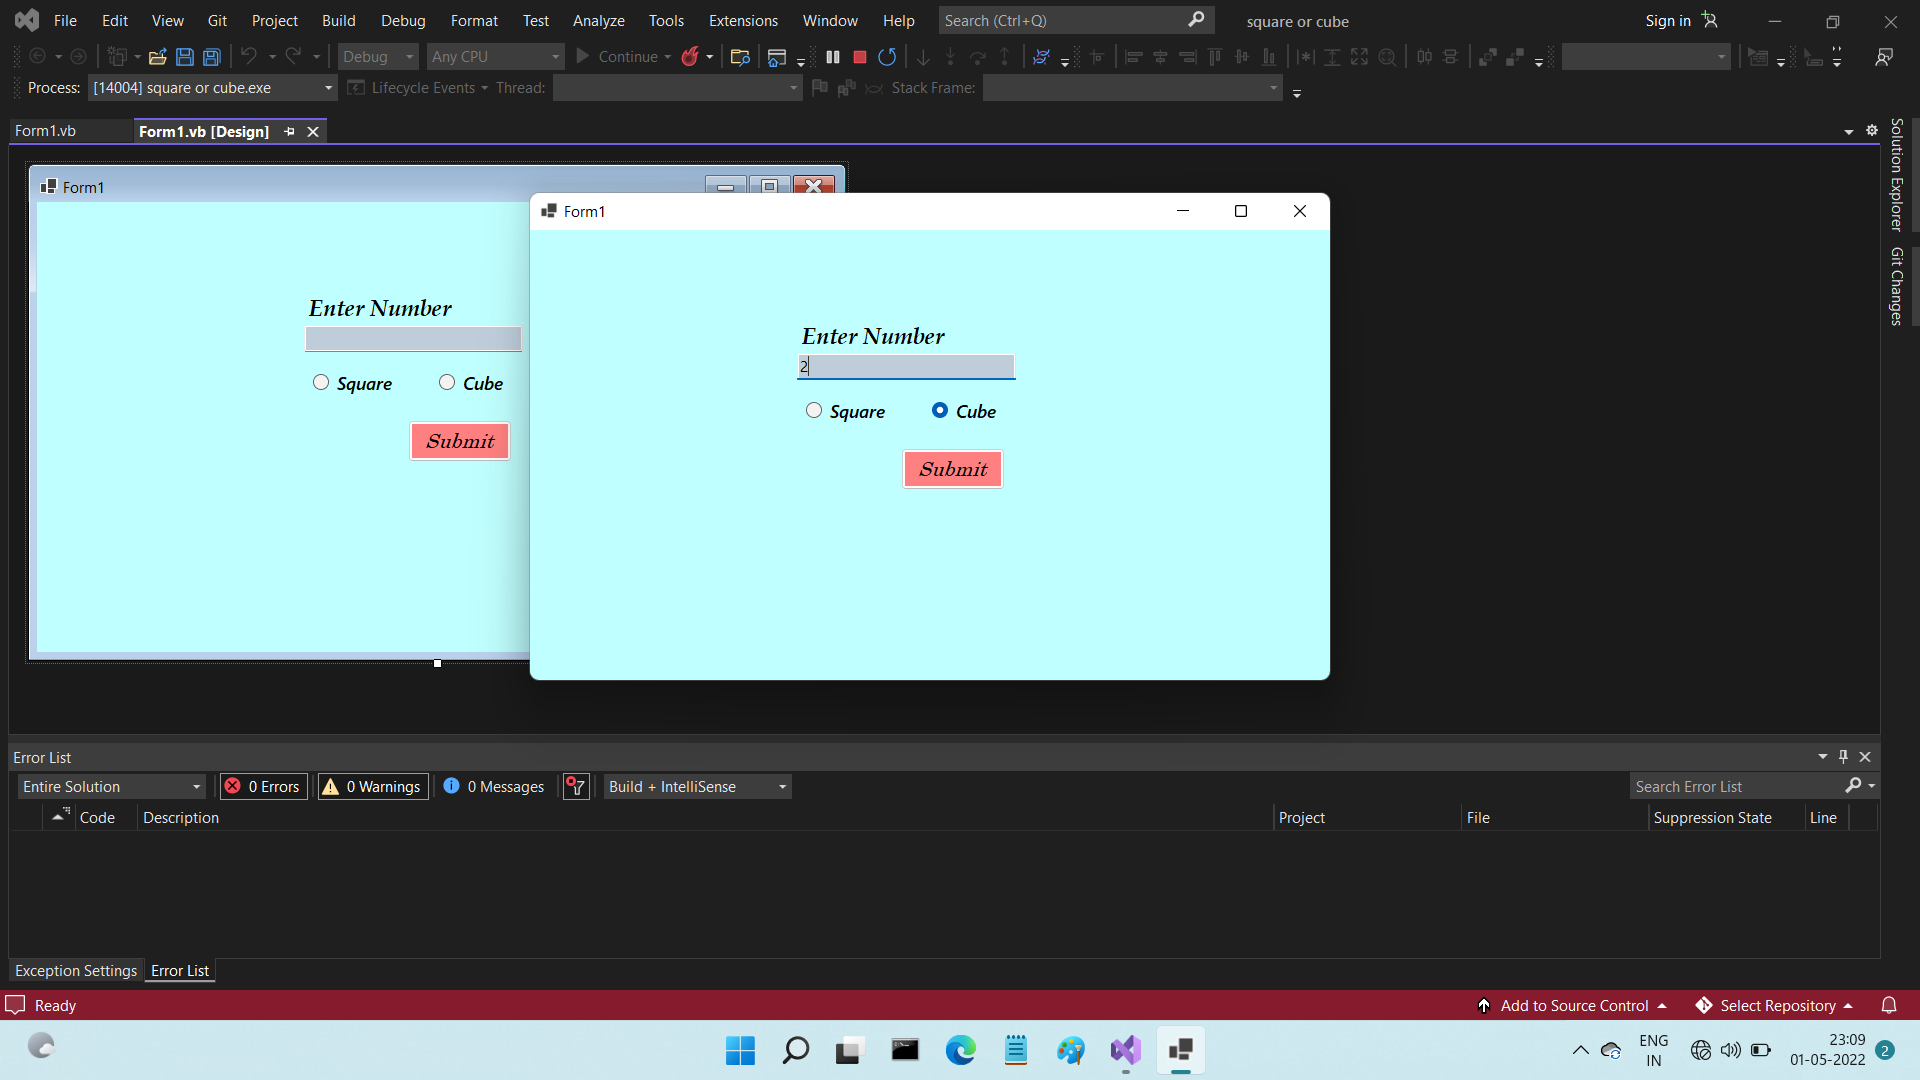 File Edit View Git Project Build Debug Format Test Analyze Tools Extensions Window Help Search (Ctrl+Q) square or cube Sign in
Debug Any CPU Continue
Process: [14004] square or cube.exe Lifecycle Events Thread: Stack Frame:
Form1.vb Form1.vb [Design]
Form1
Enter Number
Square Cube
Submit
Form1
Enter Number
2
Square Cube
Submit
Solution Explorer
Git Changes
Error List
Entire Solution 0 Errors 0 Warnings 0 Messages Build + IntelliSense Search Error List
Code Description Project File Suppression State Line
Exception Settings Error List
Ready Add to Source Control Select Repository
ENG
IN
23:09
01-05-2022
2